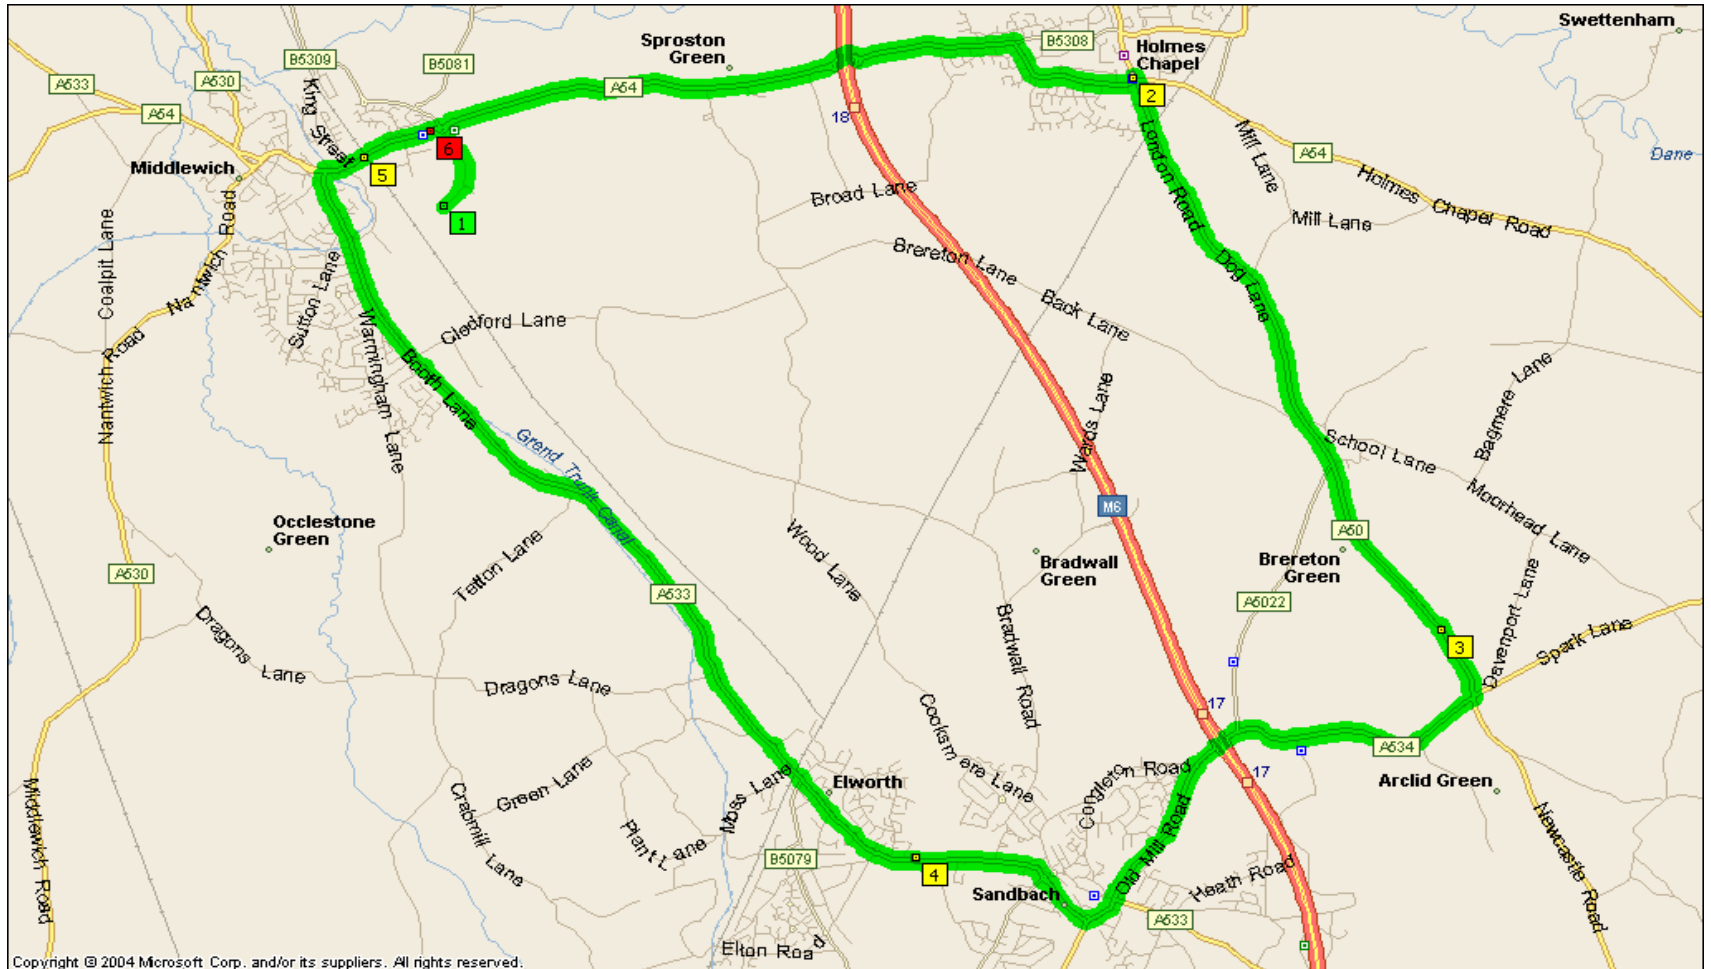 Swettenham
Sproston
Green
B5309
B5081
B5308
Holmes
Chapel
A533
A530
A54
2
18
A54
King Street
6
Mill Lane
A54
Dane
Middlewich
5
London Road
Holmes Chapel Road
Broad Lane
1
Mill Lane
Coalpit Lane
Nantwich Road
Brereton Lane
Dog Lane
Sutton Lane
Back Lane
Warmingham Lane
Cledford Lane
Nantwich Road
Booth Lane
Bagmere Lane
Wards Lane
School Lane
Grend Trunk Canal
Moorhead Lane
M6
Occlestone
Green
A50
Wood Lane
Bradwall
Green
Brereton
Green
Tetton Lane
A530
A533
A5022
Davenport Lane
Dragons Lane
Bradwall Road
3
Spark Lane
Dragons Lane
17
Cooksmere Lane
A534
Moss Lane
Elworth
Congleton Road
17
Arclid Green
Green Lane
Middlewich Road
Crabmill Lane
Plant Lane
Old Mill Road
Newcastle Road
B5079
4
Heath Road
Sandbach
A533
Elton Road
Copyright © 2004 Microsoft Corp. and/or its suppliers. All rights reserved.